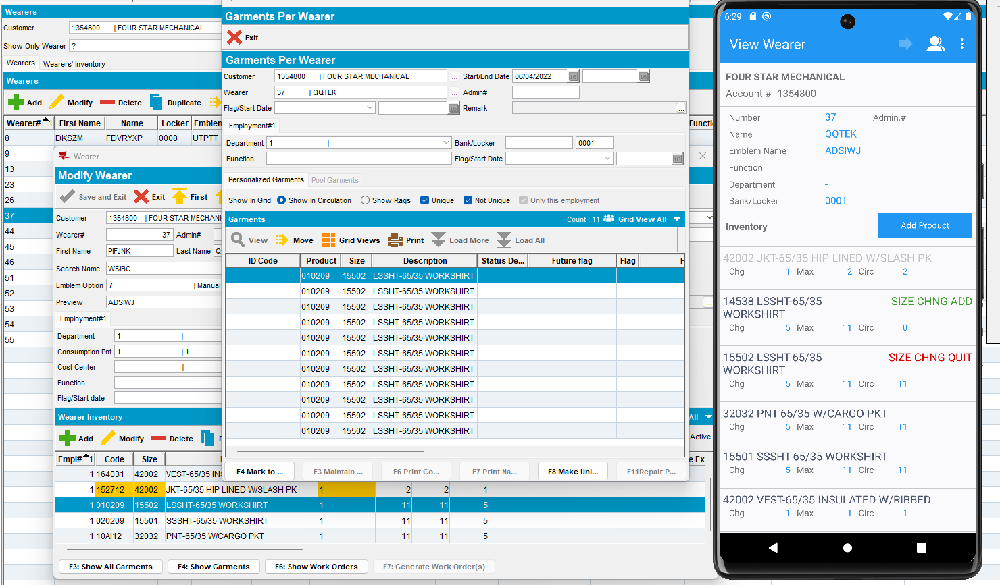 Wearers
Customer 1354800 | FOUR STAR MECHANICAL
Show Only Wearer ?
Wearers Wearers' Inventory
Wearers
Add Modify Delete Duplicate
Wearer# 1 First Name Name Locker Emblem
8 DKSZM FDVRYXP 0008 UTPTT
9
13
23
26
37
44
45
46
51
52
53
54
55
Functi
Wearer
Modify Wearer
Save and Exit Exit First
Customer 1354800 | FOUR STAR MECHANI
Wearer# 37 Admin#
First Name PIFJNK Last Name Q
Search Name WSIBC
Emblem Option 7 | Manual
Preview ADSIWJ ...
Employment#1
Department 1 | -
Consumption Pnt 1 | 1
Cost Center - | -
Function
Flag/Start date
Wearer Inventory All
Add Modify Delete D Active
Empl# 1 Code Size e Ex
1 164031 42002 VEST-65/35 INS
1 152712 42002 JKT-65/35 HIP LINED W/SLASH PK 1 2 2 1
1 010209 15502 LSSHT-65/35 WORKSHIRT 1 11 11 5
1 020209 15501 SSSHT-65/35 WORKSHIRT 1 11 11 5
1 10AI12 32032 PNT-65/35 W/CARGO PKT 1 11 11 5
F3: Show All Garments F4: Show Garments F6: Show Work Orders F7: Generate Work Order(s)
Garments Per Wearer
Exit
Garments Per Wearer
Customer 1354800 | FOUR STAR MECHANICAL ... Start/End Date 06/04/2022 16 16
Wearer 37 | QQTEK ... Admin#
Flag/Start Date 16 Remark ...
Employment#1
Department 1 | - Bank/Locker 0001
Function Flag/Start Date 16
Personalized Garments Pool Garments
Show In Grid Show In Circulation Show Rags Unique Not Unique Only this employment
Garments Count : 11 Grid View All
View Move Grid Views Print Load More Load All
ID Code Product Size Description Status De... Future flag Flag F
010209 15502 LSSHT-65/35 WORKSHIRT
010209 15502 LSSHT-65/35 WORKSHIRT
010209 15502 LSSHT-65/35 WORKSHIRT
010209 15502 LSSHT-65/35 WORKSHIRT
010209 15502 LSSHT-65/35 WORKSHIRT
010209 15502 LSSHT-65/35 WORKSHIRT
010209 15502 LSSHT-65/35 WORKSHIRT
010209 15502 LSSHT-65/35 WORKSHIRT
010209 15502 LSSHT-65/35 WORKSHIRT
010209 15502 LSSHT-65/35 WORKSHIRT
010209 15502 LSSHT-65/35 WORKSHIRT
F4 Mark to ... F3 Maintain ... F6 Print Co... F7 Print Na... F8 Make Uni... F11Repair P...
6:29
View Wearer
FOUR STAR MECHANICAL
Account # 1354800
Number 37 Admin.#
Name QQTEK
Emblem Name ADSIWJ
Function
Department -
Bank/Locker 0001
Inventory Add Product
42002 JKT-65/35 HIP LINED W/SLASH PK
Chg 1 Max 2 Circ 2
14538 LSSHT-65/35 WORKSHIRT SIZE CHNG ADD
Chg 5 Max 11 Circ 0
15502 LSSHT-65/35 WORKSHIRT SIZE CHNG QUIT
Chg 5 Max 11 Circ 11
32032 PNT-65/35 W/CARGO PKT
Chg 5 Max 11 Circ 11
15501 SSSHT-65/35 WORKSHIRT
Chg 5 Max 11 Circ 11
42002 VEST-65/35 INSULATED W/RIBBED
Chg 1 Max 1 Circ 1